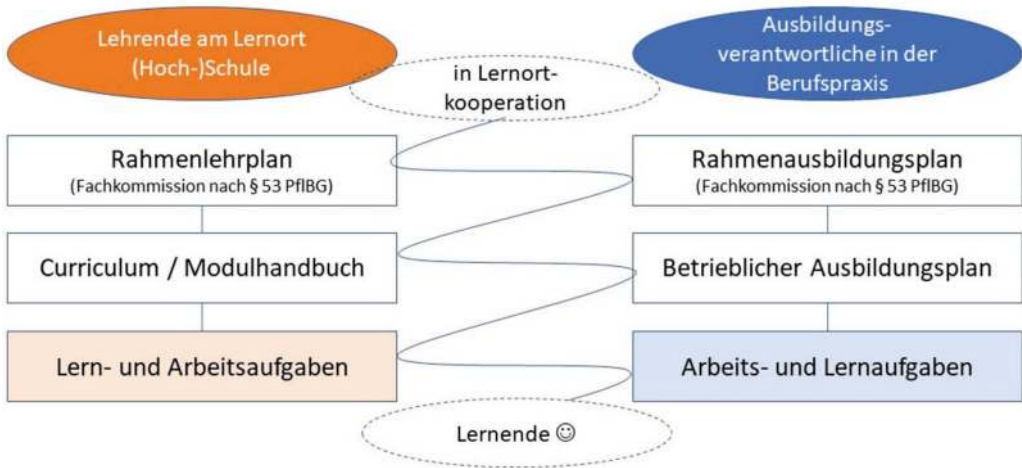 Lehrende am Lernort
(Hoch-)Schule
Ausbildungs-
verantwortliche in der
Berufspraxis
in Lernort-
kooperation
Rahmenlehrplan
(Fachkommission nach § 53 PflBG)
Rahmenausbildungsplan
(Fachkommission nach § 53 PflBG)
Curriculum / Modulhandbuch
Betrieblicher Ausbildungsplan
Lern- und Arbeitsaufgaben
Arbeits- und Lernaufgaben
Lernende ☺